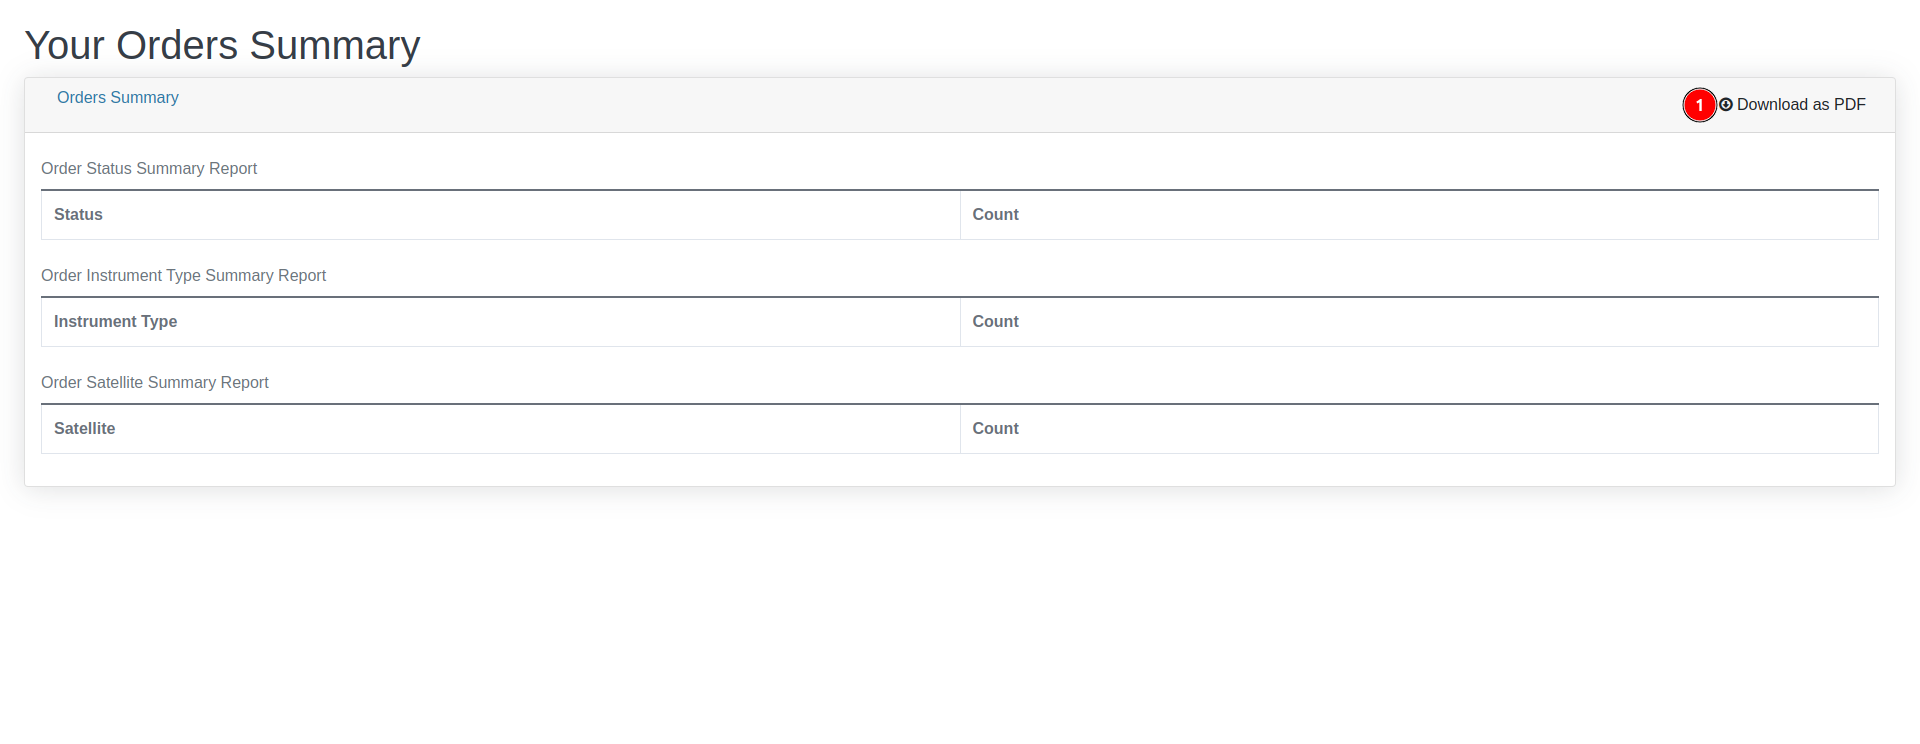 Your Orders Summary
Orders Summary
1 Download as PDF
Order Status Summary Report
Status Count
Order Instrument Type Summary Report
Instrument Type Count
Order Satellite Summary Report
Satellite Count